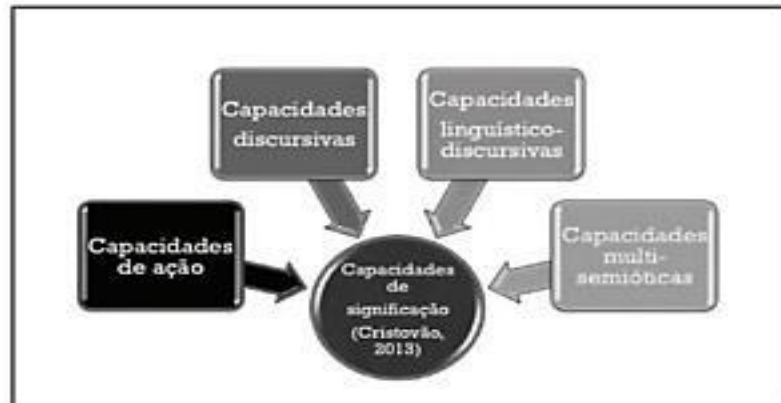 Capacidades
discursivas
Capacidades
linguístico-
discursivas
Capacidades
de ação
Capacidades
de
significação
(Cristovão,
2013)
Capacidades
multi-
semióticas